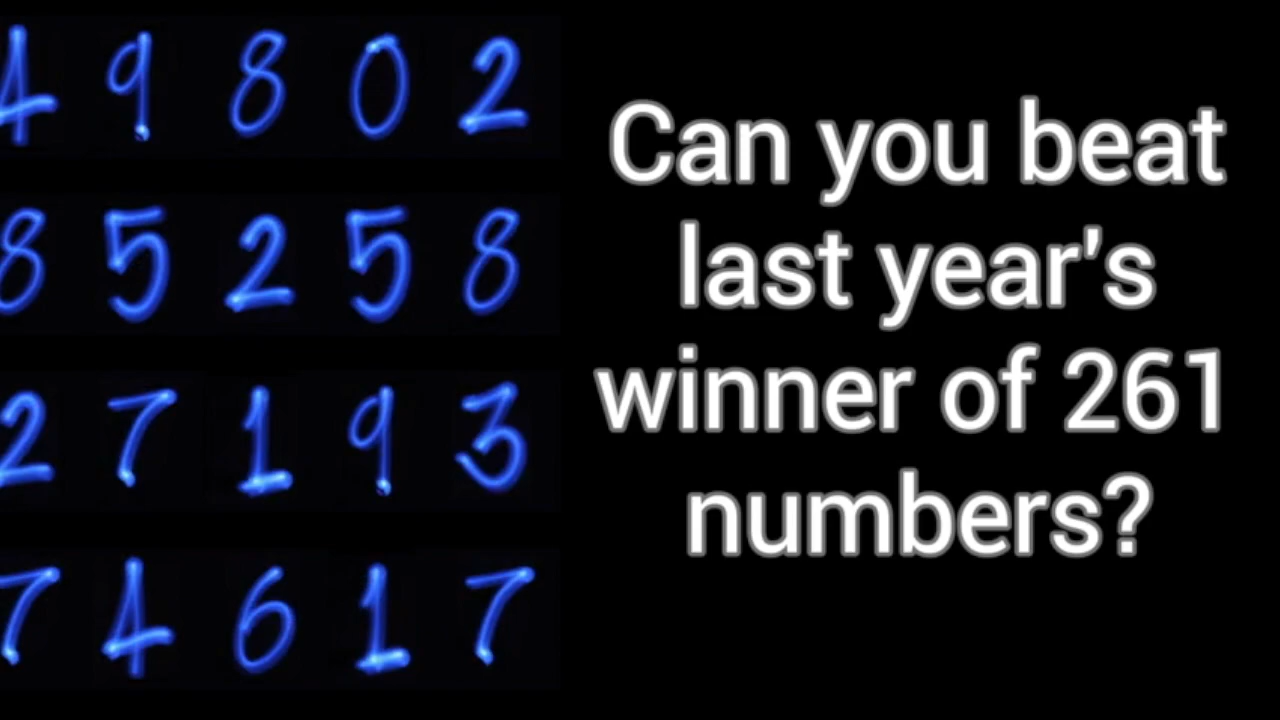 4 9 8 0 2
8 5 2 5 8
2 7 1 9 3
7 4 6 1 7
Can you beat
last year's
winner of 261
numbers?